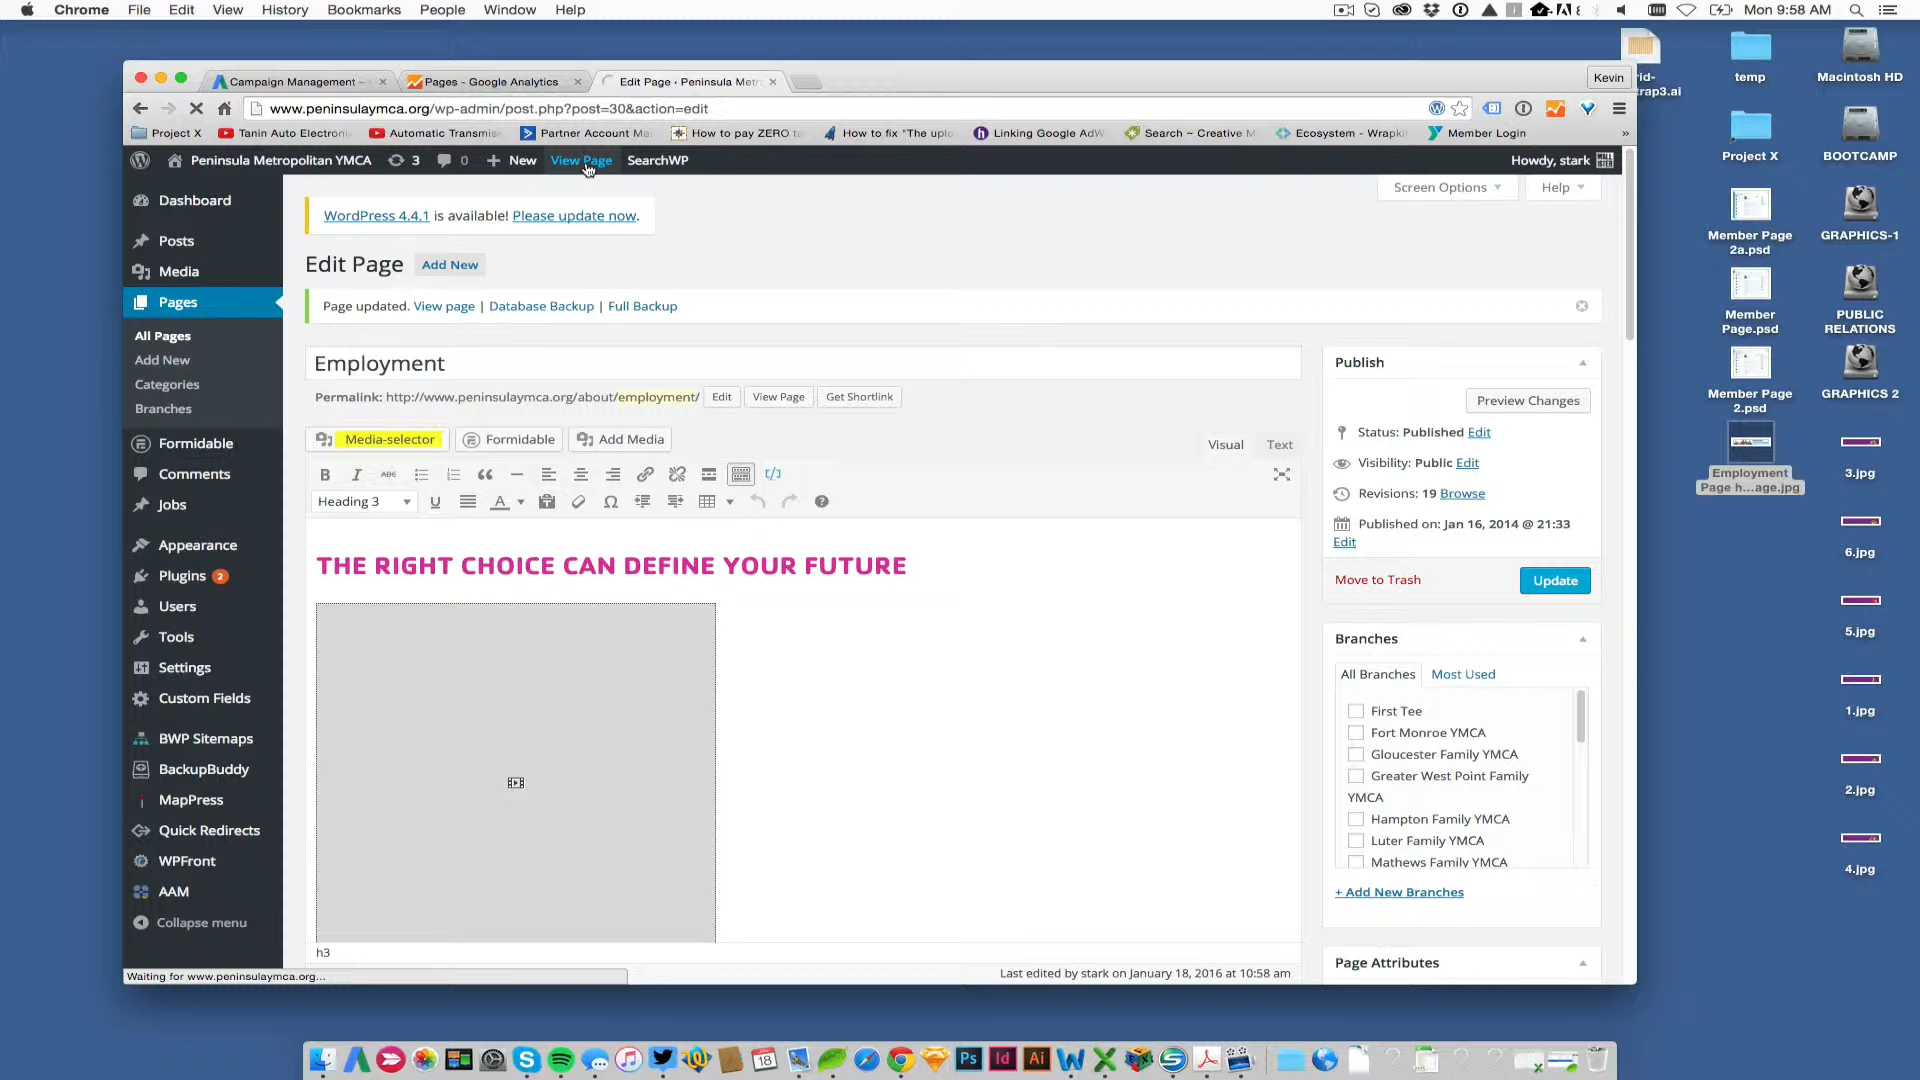 Chrome File Edit View History Bookmarks People Window Help
Mon 9:58 AM
Campaign Management –
Pages - Google Analytics
Edit Page ‹ Peninsula Metr
Kevin
www.peninsulaymca.org/wp-admin/post.php?post=30&action=edit
Project X
Tanin Auto Electroni
Automatic Transmis
Partner Account Ma
How to pay ZERO ta
How to fix "The uplo
Linking Google AdW
Search ~ Creative M
Ecosystem - Wrapki
Member Login
»
Peninsula Metropolitan YMCA 3 0 New View Page SearchWP
Howdy, stark
Screen Options
Help
Dashboard
Posts
Media
Pages
All Pages
Add New
Categories
Branches
Formidable
Comments
Jobs
Appearance
Plugins 2
Users
Tools
Settings
Custom Fields
BWP Sitemaps
BackupBuddy
MapPress
Quick Redirects
WPFront
AAM
Collapse menu
WordPress 4.4.1 is available! Please update now.
Edit Page Add New
Page updated. View page | Database Backup | Full Backup
Employment
Permalink: http://www.peninsulaymca.org/about/employment/ Edit View Page Get Shortlink
Media-selector Formidable Add Media
Visual Text
B I ABC
Heading 3 U A
THE RIGHT CHOICE CAN DEFINE YOUR FUTURE
h3
Last edited by stark on January 18, 2016 at 10:58 am
Waiting for www.peninsulaymca.org...
Publish
Preview Changes
Status: Published Edit
Visibility: Public Edit
Revisions: 19 Browse
Published on: Jan 16, 2014 @ 21:33
Edit
Move to Trash
Update
Branches
All Branches Most Used
First Tee
Fort Monroe YMCA
Gloucester Family YMCA
Greater West Point Family
YMCA
Hampton Family YMCA
Luter Family YMCA
Mathews Family YMCA
+ Add New Branches
Page Attributes
rid-
trap3.ai
temp
Macintosh HD
Project X
BOOTCAMP
Member Page
2a.psd
GRAPHICS-1
Member
Page.psd
PUBLIC
RELATIONS
Member Page
2.psd
GRAPHICS 2
Employment
Page h...age.jpg
3.jpg
6.jpg
5.jpg
1.jpg
2.jpg
4.jpg
18
Ps
Id
Ai